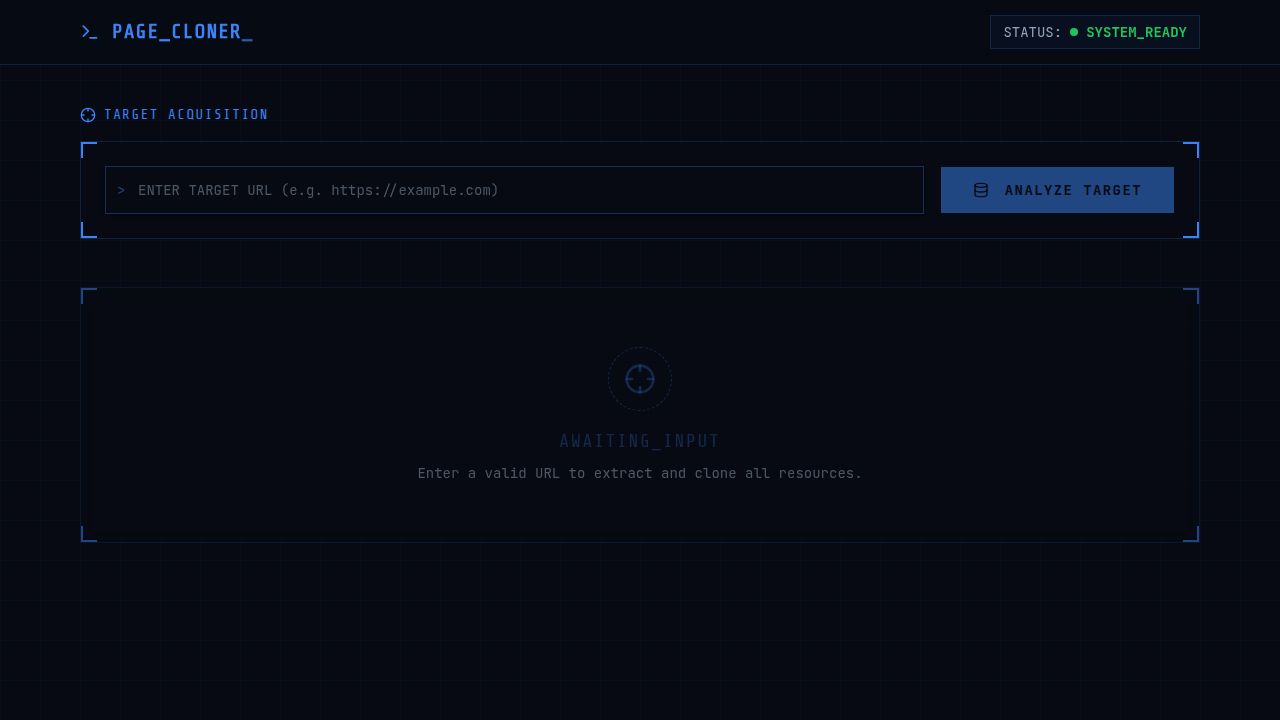 PAGE_CLONER_
STATUS: SYSTEM_READY
TARGET ACQUISITION
> ENTER TARGET URL (e.g. https://example.com)
ANALYZE TARGET
AWAITING_INPUT
Enter a valid URL to extract and clone all resources.